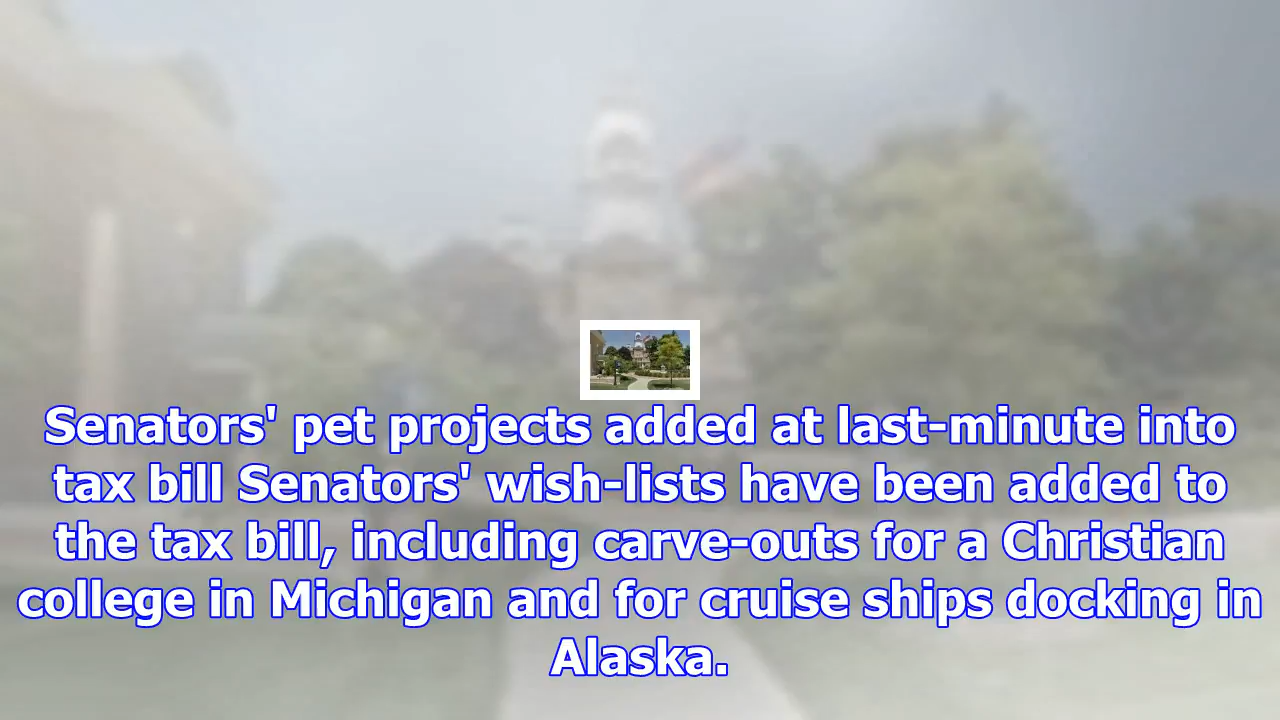 Senators' pet projects added at last-minute into
tax bill Senators' wish-lists have been added to
the tax bill, including carve-outs for a Christian
college in Michigan and for cruise ships docking in
Alaska.